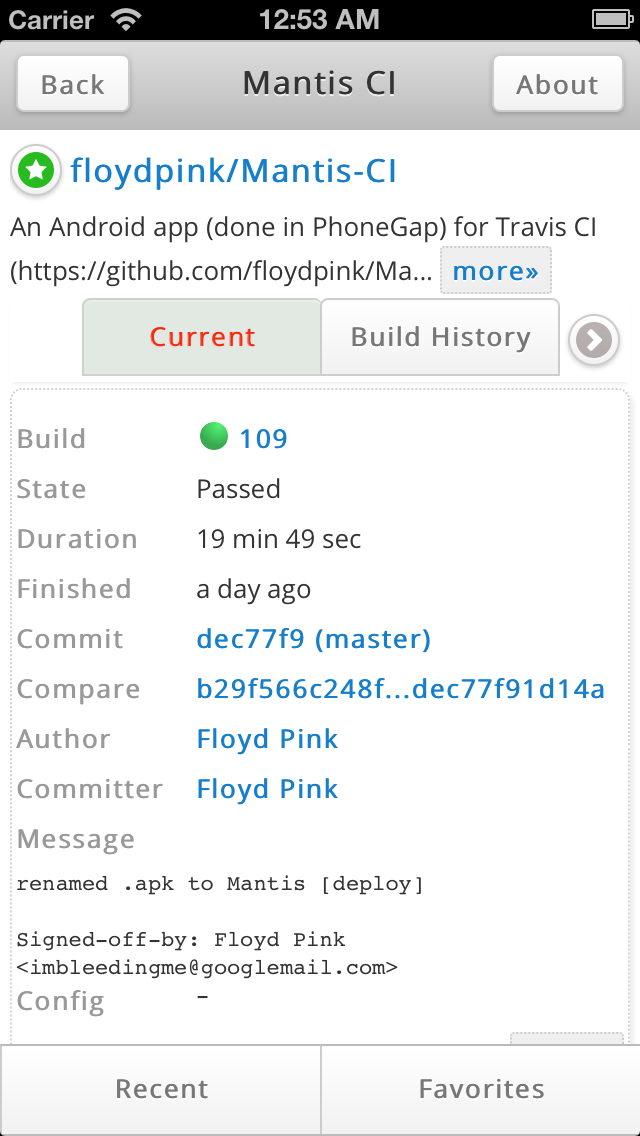 Carrier 12:53 AM
Back Mantis CI About
floydpink/Mantis-CI
An Android app (done in PhoneGap) for Travis CI
(https://github.com/floydpink/Ma... more»
Current Build History
Build 109
State Passed
Duration 19 min 49 sec
Finished a day ago
Commit dec77f9 (master)
Compare b29f566c248f...dec77f91d14a
Author Floyd Pink
Committer Floyd Pink
Message
renamed .apk to Mantis [deploy]
Signed-off-by: Floyd Pink
<imbleedingme@googlemail.com>
Config -
Recent Favorites